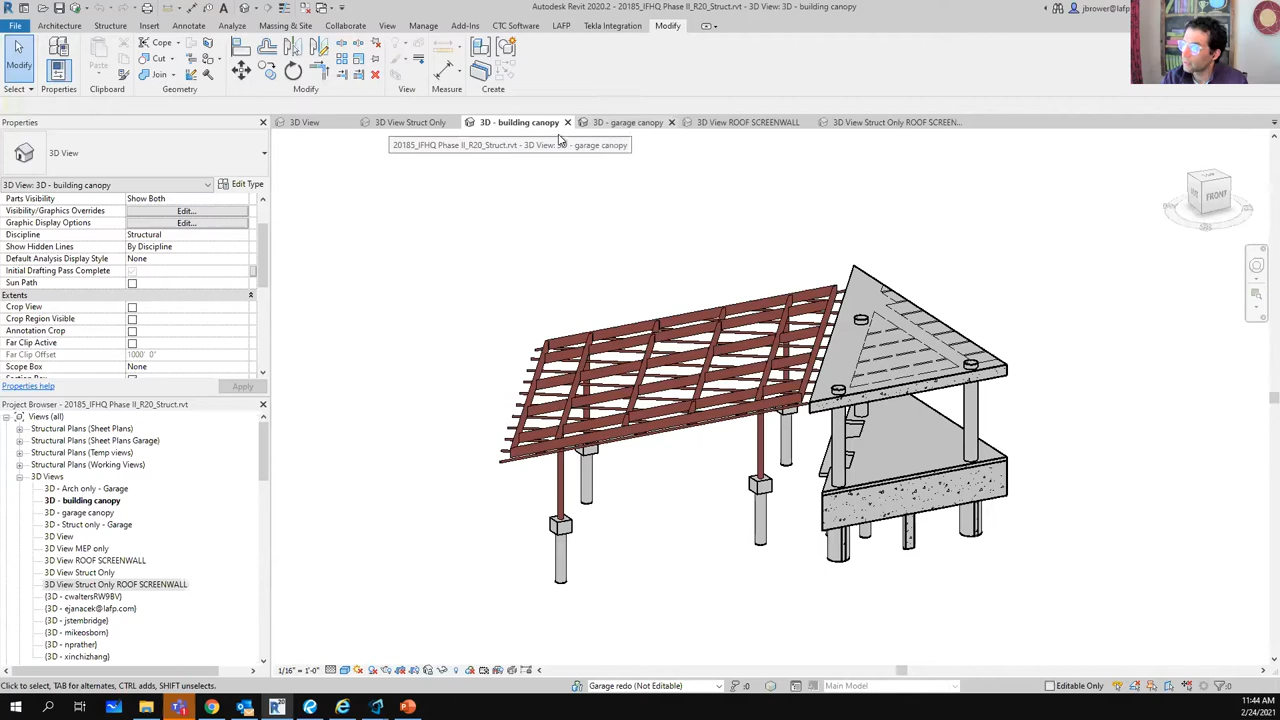 Autodesk Revit 2020.2 - 20185_IFHQ Phase II_R20_Struct.rvt - 3D View: 3D - building canopy
jbrower@lafp...
File Architecture Structure Insert Annotate Analyze Massing & Site Collaborate View Manage Add-Ins CTC Software LAFP Tekla Integration Modify
Modify
Properties
Paste
Cope
Cut
Join
Select Properties Clipboard Geometry Modify View Measure Create
Properties
3D View
3D View Struct Only
3D - building canopy
3D - garage canopy
3D View ROOF SCREENWALL
3D View Struct Only ROOF SCREEN...
20185_IFHQ Phase II_R20_Struct.rvt - 3D View: 3D - garage canopy
3D View
3D View: 3D - building canopy Edit Type
Parts Visibility Show Both
Visibility/Graphics Overrides Edit...
Graphic Display Options Edit...
Discipline Structural
Show Hidden Lines By Discipline
Default Analysis Display Style None
Initial Drafting Pass Complete
Sun Path
Extents
Crop View
Crop Region Visible
Annotation Crop
Far Clip Active
Far Clip Offset 1000' 0"
Scope Box None
Properties help Apply
Project Browser - 20185_IFHQ Phase II_R20_Struct.rvt
Views (all)
Structural Plans (Sheet Plans)
Structural Plans (Sheet Plans Garage)
Structural Plans (Temp views)
Structural Plans (Working Views)
3D Views
3D - Arch only - Garage
3D - building canopy
3D - garage canopy
3D - Struct only - Garage
3D View
3D View MEP only
3D View ROOF SCREENWALL
3D View Struct Only
3D View Struct Only ROOF SCREENWALL
{3D - cwaltersRW9BV}
{3D - ejanacek@lafp.com}
{3D - jstembridge}
{3D - mikeosborn}
{3D - nprather}
{3D - xinchizhang}
FRONT
1/16" = 1'-0"
Click to select, TAB for alternates, CTRL adds, SHIFT unselects.
Garage redo (Not Editable)
:0
Main Model
Editable Only
:0
11:44 AM
2/24/2021